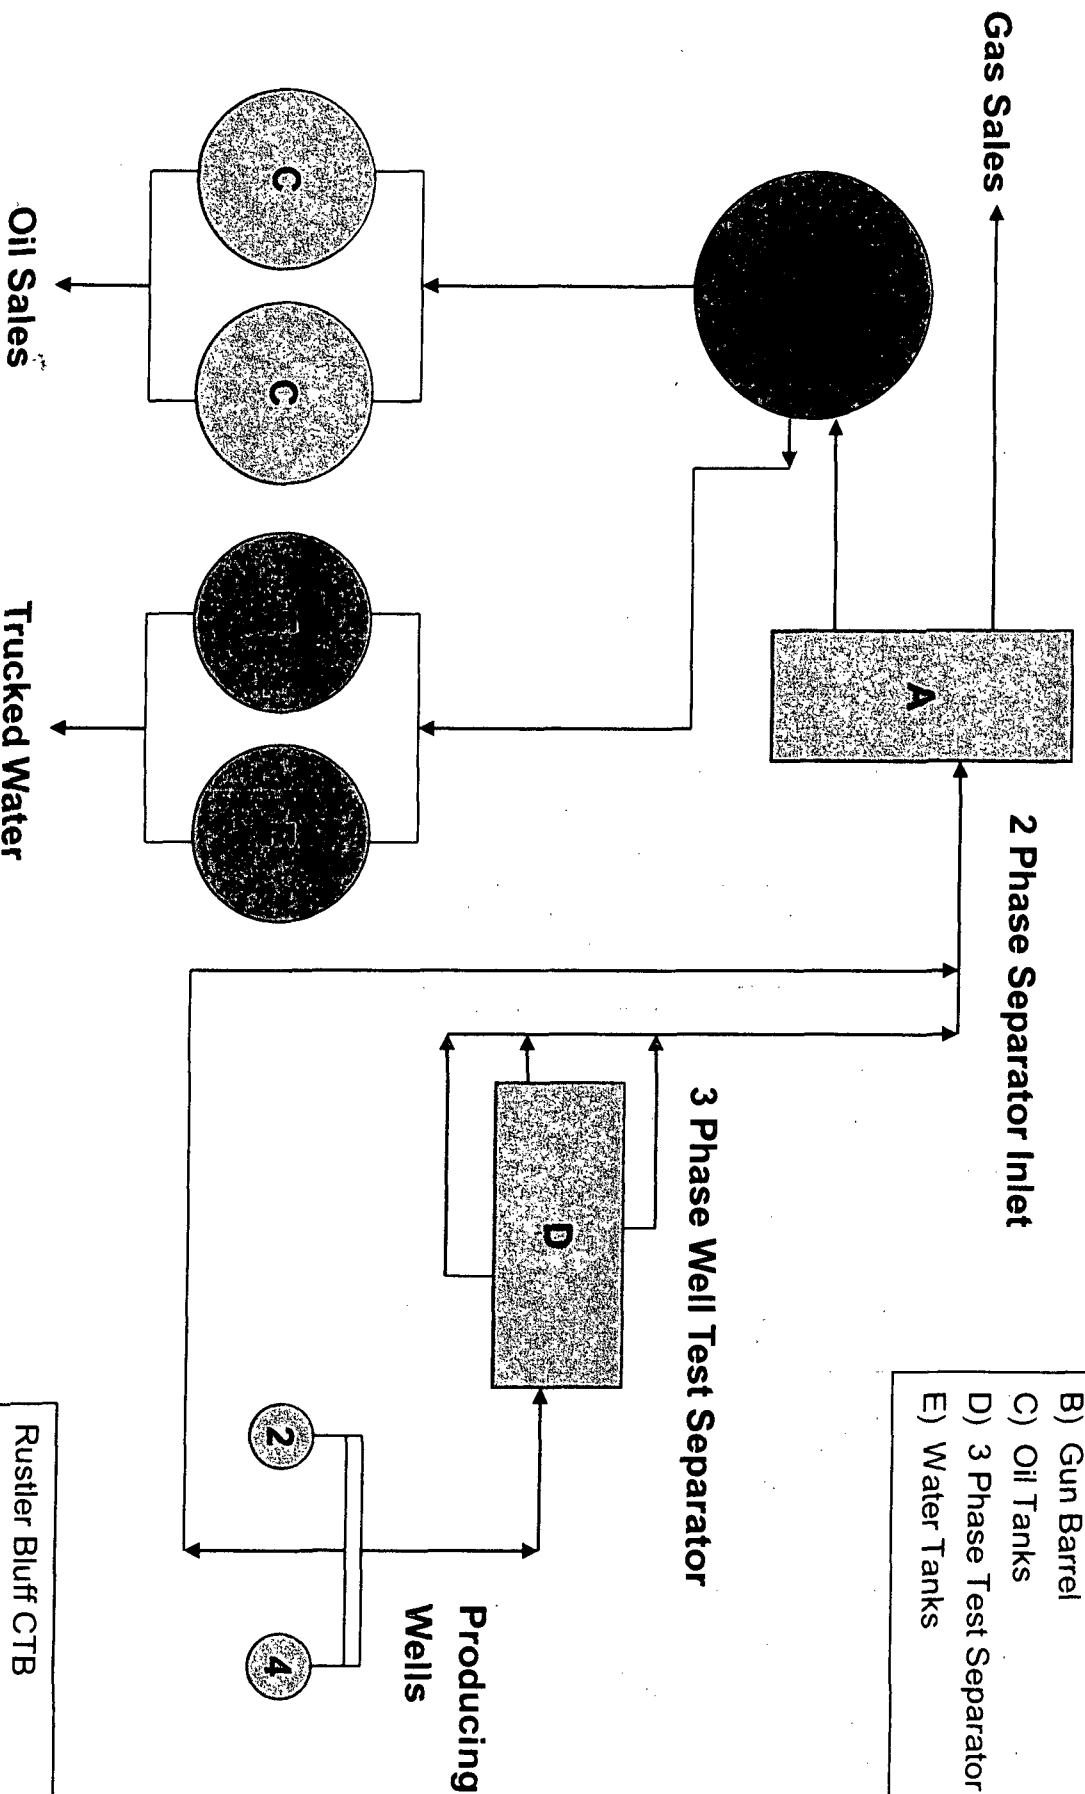 B) Gun Barrel
C) Oil Tanks
D) 3 Phase Test Separator
E) Water Tanks
Gas Sales
2 Phase Separator Inlet
A
3 Phase Well Test Separator
D
Producing
Wells
C
C
2
4
Oil Sales
Trucked Water
Rustler Bluff CTB